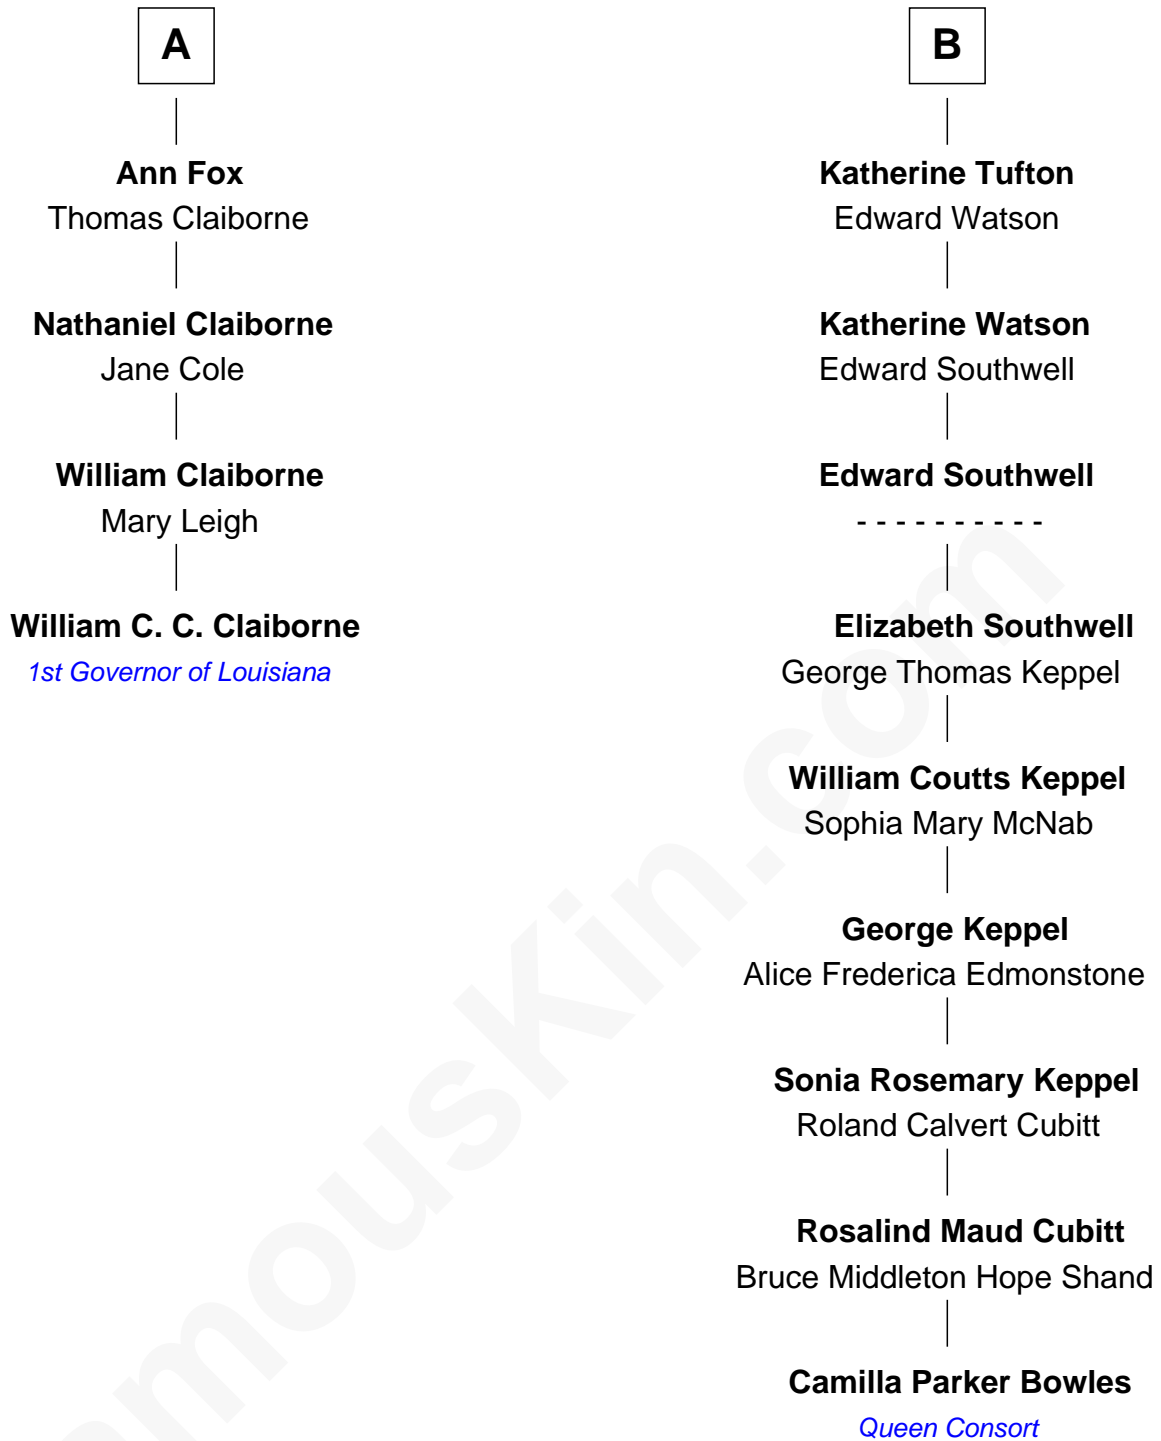 A
Ann Fox
Thomas Claiborne
Nathaniel Claiborne
Jane Cole
William Claiborne
Mary Leigh
William C. C. Claiborne
1st Governor of Louisiana
B
Katherine Tufton
Edward Watson
Katherine Watson
Edward Southwell
Edward Southwell
- - - - - - - - - -
Elizabeth Southwell
George Thomas Keppel
William Coutts Keppel
Sophia Mary McNab
George Keppel
Alice Frederica Edmonstone
Sonia Rosemary Keppel
Roland Calvert Cubitt
Rosalind Maud Cubitt
Bruce Middleton Hope Shand
Camilla Parker Bowles
Queen Consort
mouskin.com